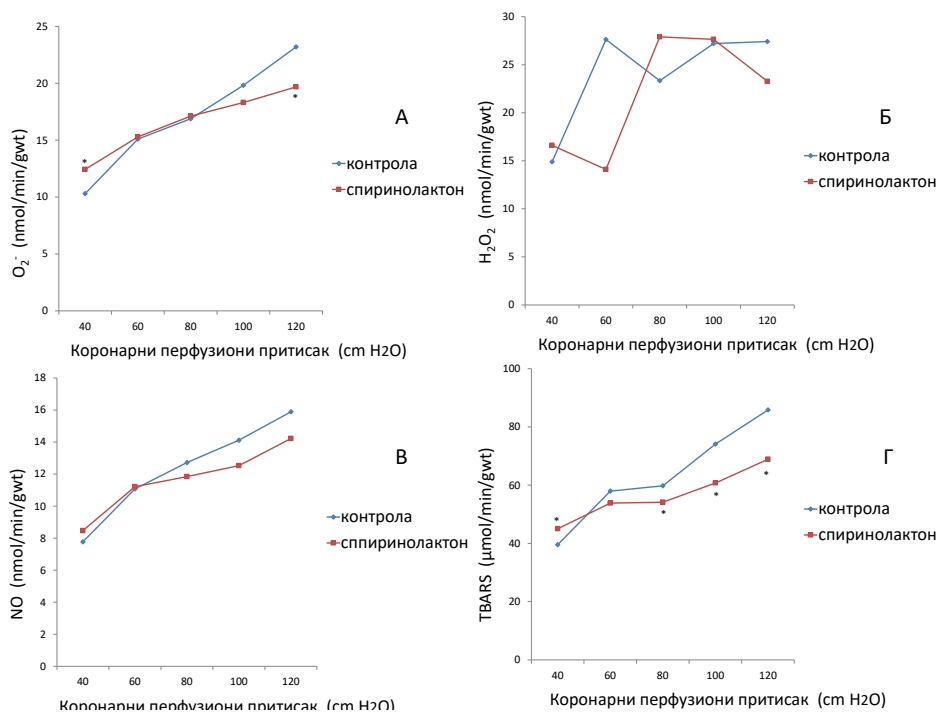 25
20
15
10
5
0
O₂⁻ (nmol/min/gwt)
40 60 80 100 120
Коронарни перфузиони притисак (cm H2O)
*
*
А
контрола
спиринолактон
30
25
20
15
10
5
0
H₂O₂ (nmol/min/gwt)
40 60 80 100 120
Коронарни перфузиони притисак (cm H2O)
Б
контрола
спиринолактон
18
16
14
12
10
8
6
4
2
0
NO (nmol/min/gwt)
40 60 80 100 120
Коронарни перфузиони притисак (cm H2O)
В
контрола
сппиринолактон
100
80
60
40
20
0
TBARS (μmol/min/gwt)
40 60 80 100 120
Коронарни перфузиони притисак (cm H2O)
*
*
*
*
Г
контрола
спиринолактон